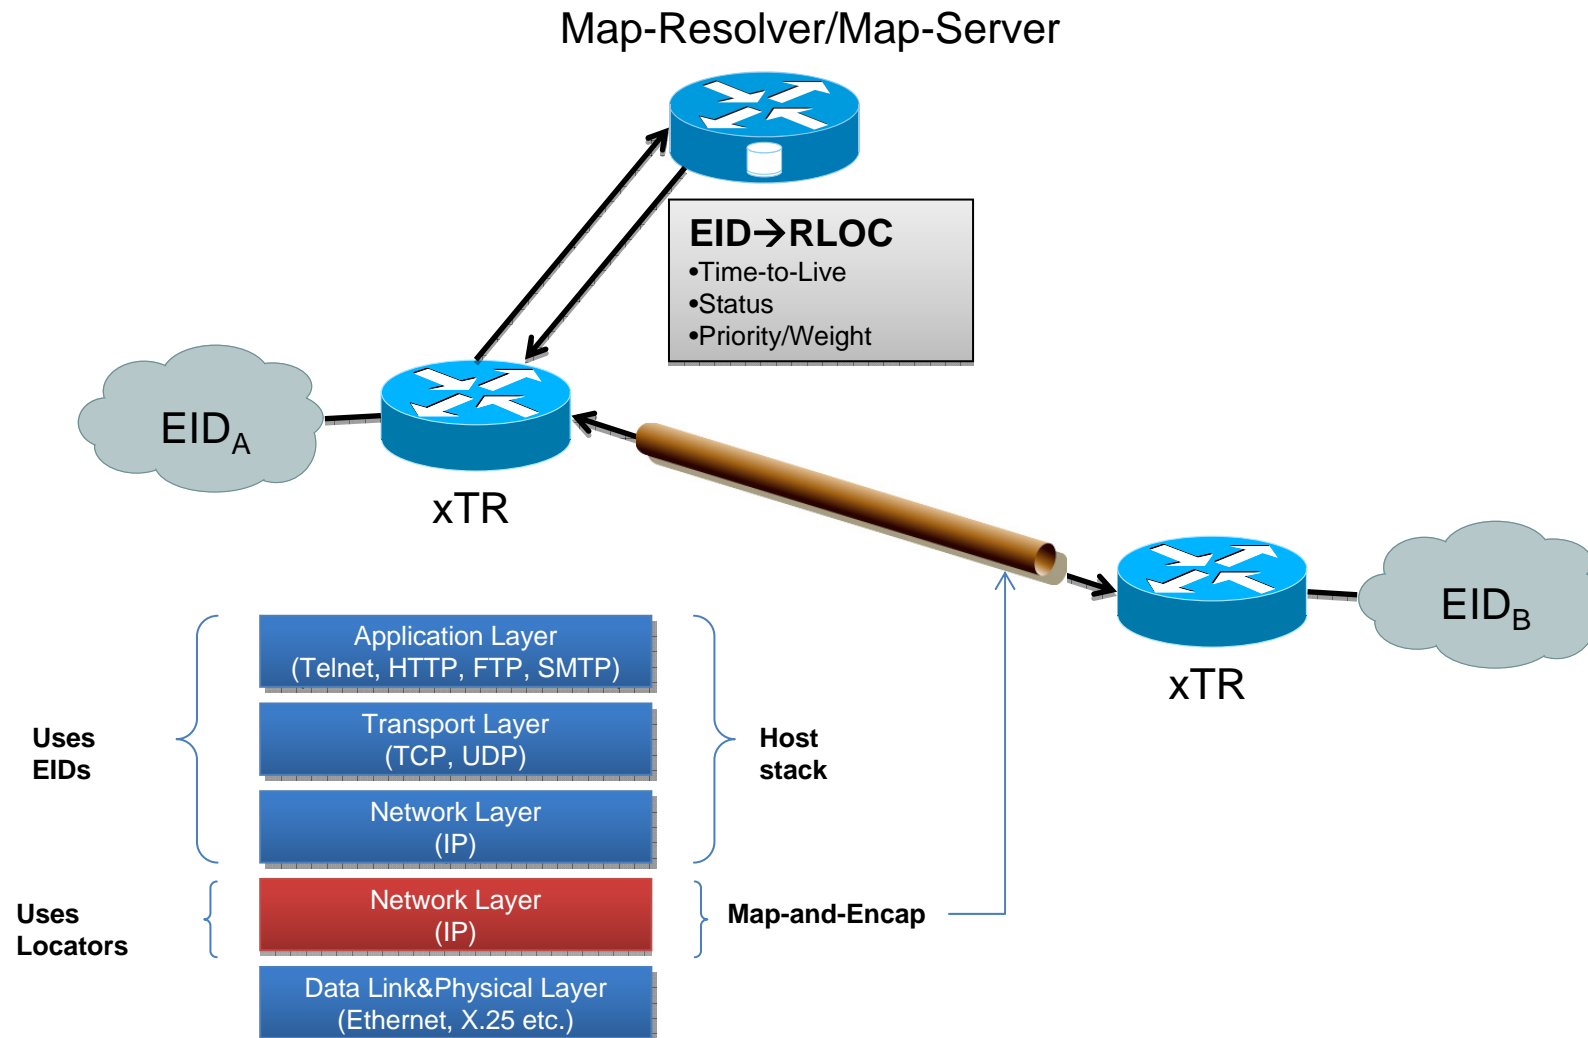 Map-Resolver/Map-Server
EID→RLOC
•Time-to-Live
•Status
•Priority/Weight
EIDA
xTR
EIDB
xTR
Application Layer
(Telnet, HTTP, FTP, SMTP)
Transport Layer
(TCP, UDP)
Network Layer
(IP)
Uses
EIDs
Host
stack
Network Layer
(IP)
Uses
Locators
Map-and-Encap
Data Link&Physical Layer
(Ethernet, X.25 etc.)